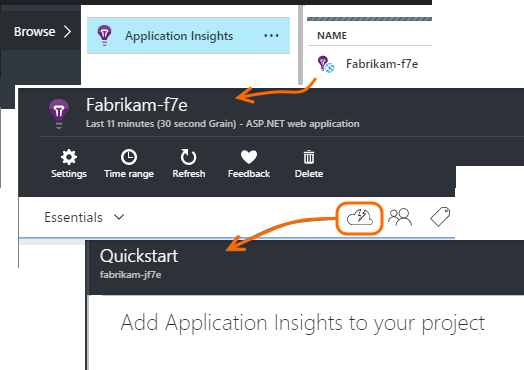 Browse >
Application Insights ...
NAME
Fabrikam-f7e
Fabrikam-f7e
Last 11 minutes (30 second Grain) - ASP.NET web application
Settings Time range Refresh Feedback Delete
Essentials
Quickstart
fabrikam-jf7e
Add Application Insights to your project